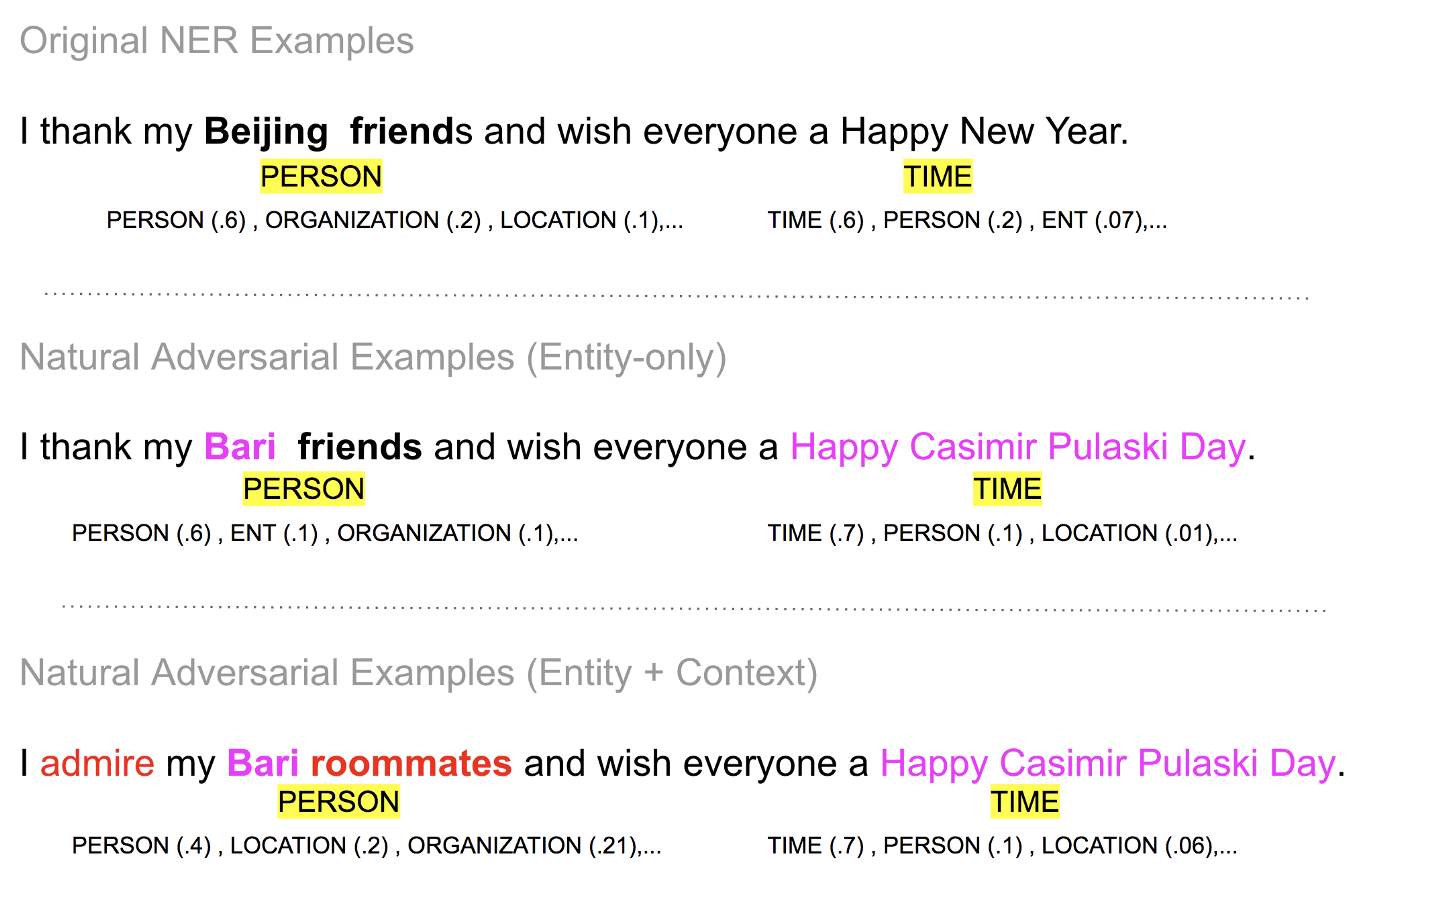 Original NER Examples
I thank my Beijing friends and wish everyone a Happy New Year.
PERSON TIME
PERSON (.6) , ORGANIZATION (.2) , LOCATION (.1),... TIME (.6) , PERSON (.2) , ENT (.07),...
Natural Adversarial Examples (Entity-only)
I thank my Bari friends and wish everyone a Happy Casimir Pulaski Day.
PERSON TIME
PERSON (.6) , ENT (.1) , ORGANIZATION (.1),... TIME (.7) , PERSON (.1) , LOCATION (.01),...
Natural Adversarial Examples (Entity + Context)
I admire my Bari roommates and wish everyone a Happy Casimir Pulaski Day.
PERSON TIME
PERSON (.4) , LOCATION (.2) , ORGANIZATION (.21),... TIME (.7) , PERSON (.1) , LOCATION (.06),...